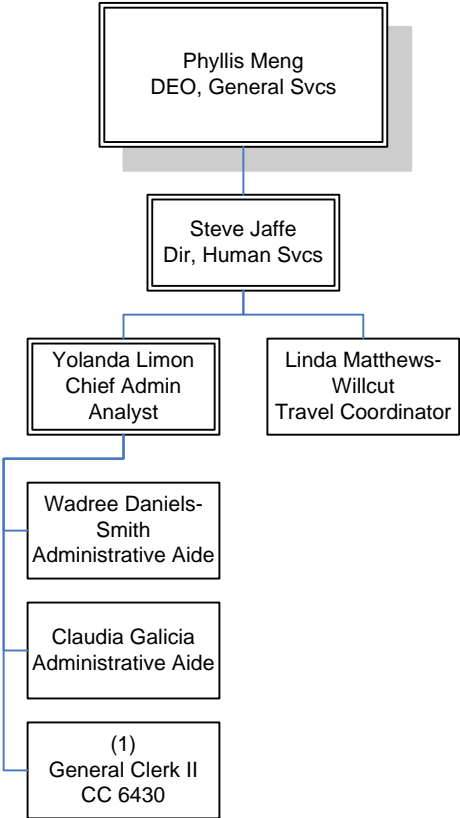 Phyllis Meng
DEO, General Svcs
Steve Jaffe
Dir, Human Svcs
Yolanda Limon
Chief Admin
Analyst
Linda Matthews-
Willcut
Travel Coordinator
Wadree Daniels-
Smith
Administrative Aide
Claudia Galicia
Administrative Aide
(1)
General Clerk II
CC 6430